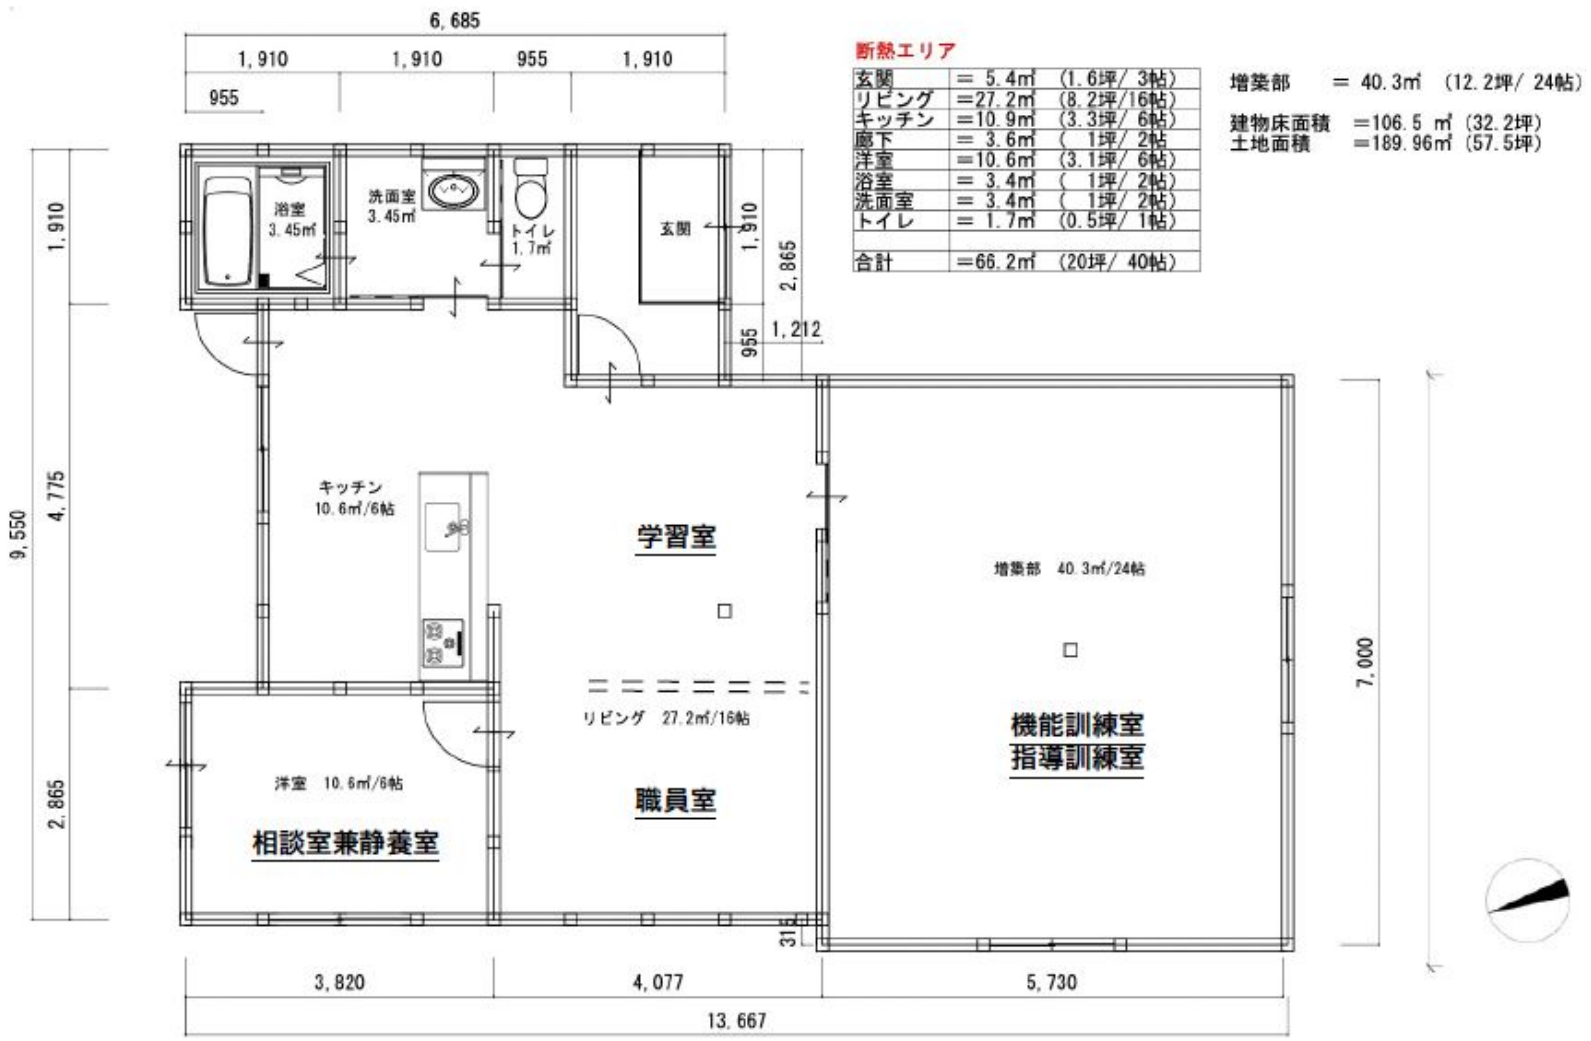 6,685
1,910
1,910
955
1,910
955
断熱エリア
玄関 = 5.4㎡ (1.6坪/ 3帖)
リビング =27.2㎡ (8.2坪/16帖)
キッチン =10.9㎡ (3.3坪/ 6帖)
廊下 = 3.6㎡ ( 1坪/ 2帖
洋室 =10.6㎡ (3.1坪/ 6帖)
浴室 = 3.4㎡ ( 1坪/ 2帖)
洗面室 = 3.4㎡ ( 1坪/ 2帖)
トイレ = 1.7㎡ (0.5坪/ 1帖)
合計 =66.2㎡ (20坪/ 40帖)
増築部 = 40.3㎡ (12.2坪/ 24帖)
建物床面積 =106.5 ㎡ (32.2坪)
土地面積 =189.96㎡ (57.5坪)
浴室
3.45㎡
洗面室
3.45㎡
トイレ
1.7㎡
玄関
1,910
1,910
2,865
955
1,212
キッチン
10.6㎡/6帖
学習室
4,775
9,550
増築部 40.3㎡/24帖
7,000
リビング 27.2㎡/16帖
機能訓練室
指導訓練室
洋室 10.6㎡/6帖
職員室
相談室兼静養室
2,865
315
3,820
4,077
5,730
13,667